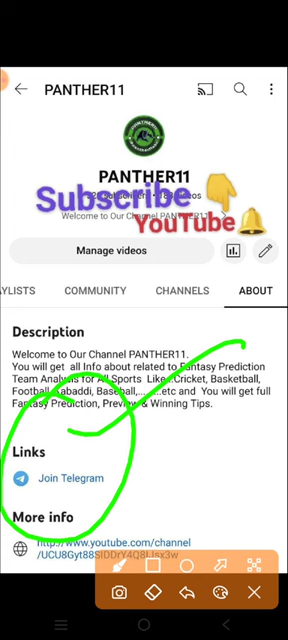 PANTHER11
PANTHER11
Subscribe
YouTube
Welcome to Our Channel PANTHER11
Manage videos
COMMUNITY
CHANNELS
ABOUT
Description
Welcome to Our Channel PANTHER11.
You will get all Info about related to Fantasy Prediction
Team Analysis for All Sports Like..Cricket, Basketball,
Football, Kabaddi, Baseball,.......etc and You will get full
Fantasy Prediction, Preview & Winning Tips.
Links
Join Telegram
More info
http://www.youtube.com/channel